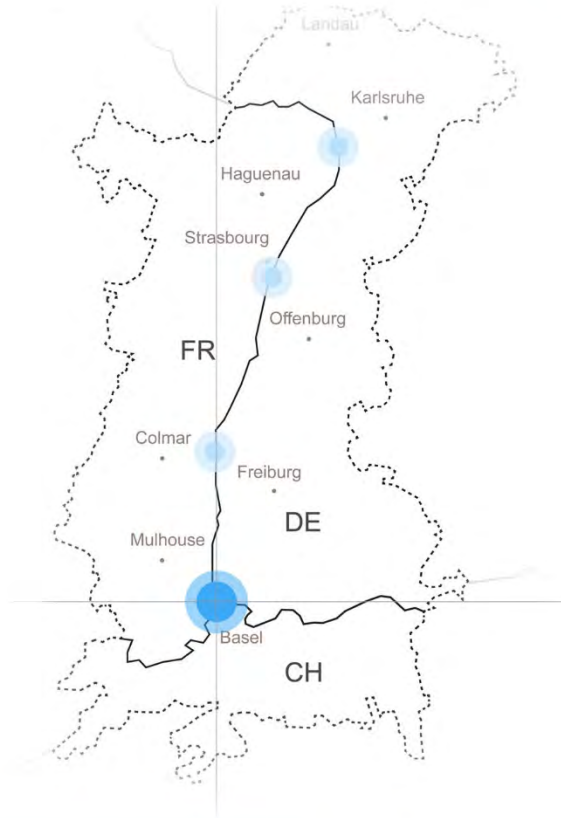 Landau
Karlsruhe
Haguenau
Strasbourg
Offenburg
FR
Colmar
Freiburg
DE
Mulhouse
Basel
CH